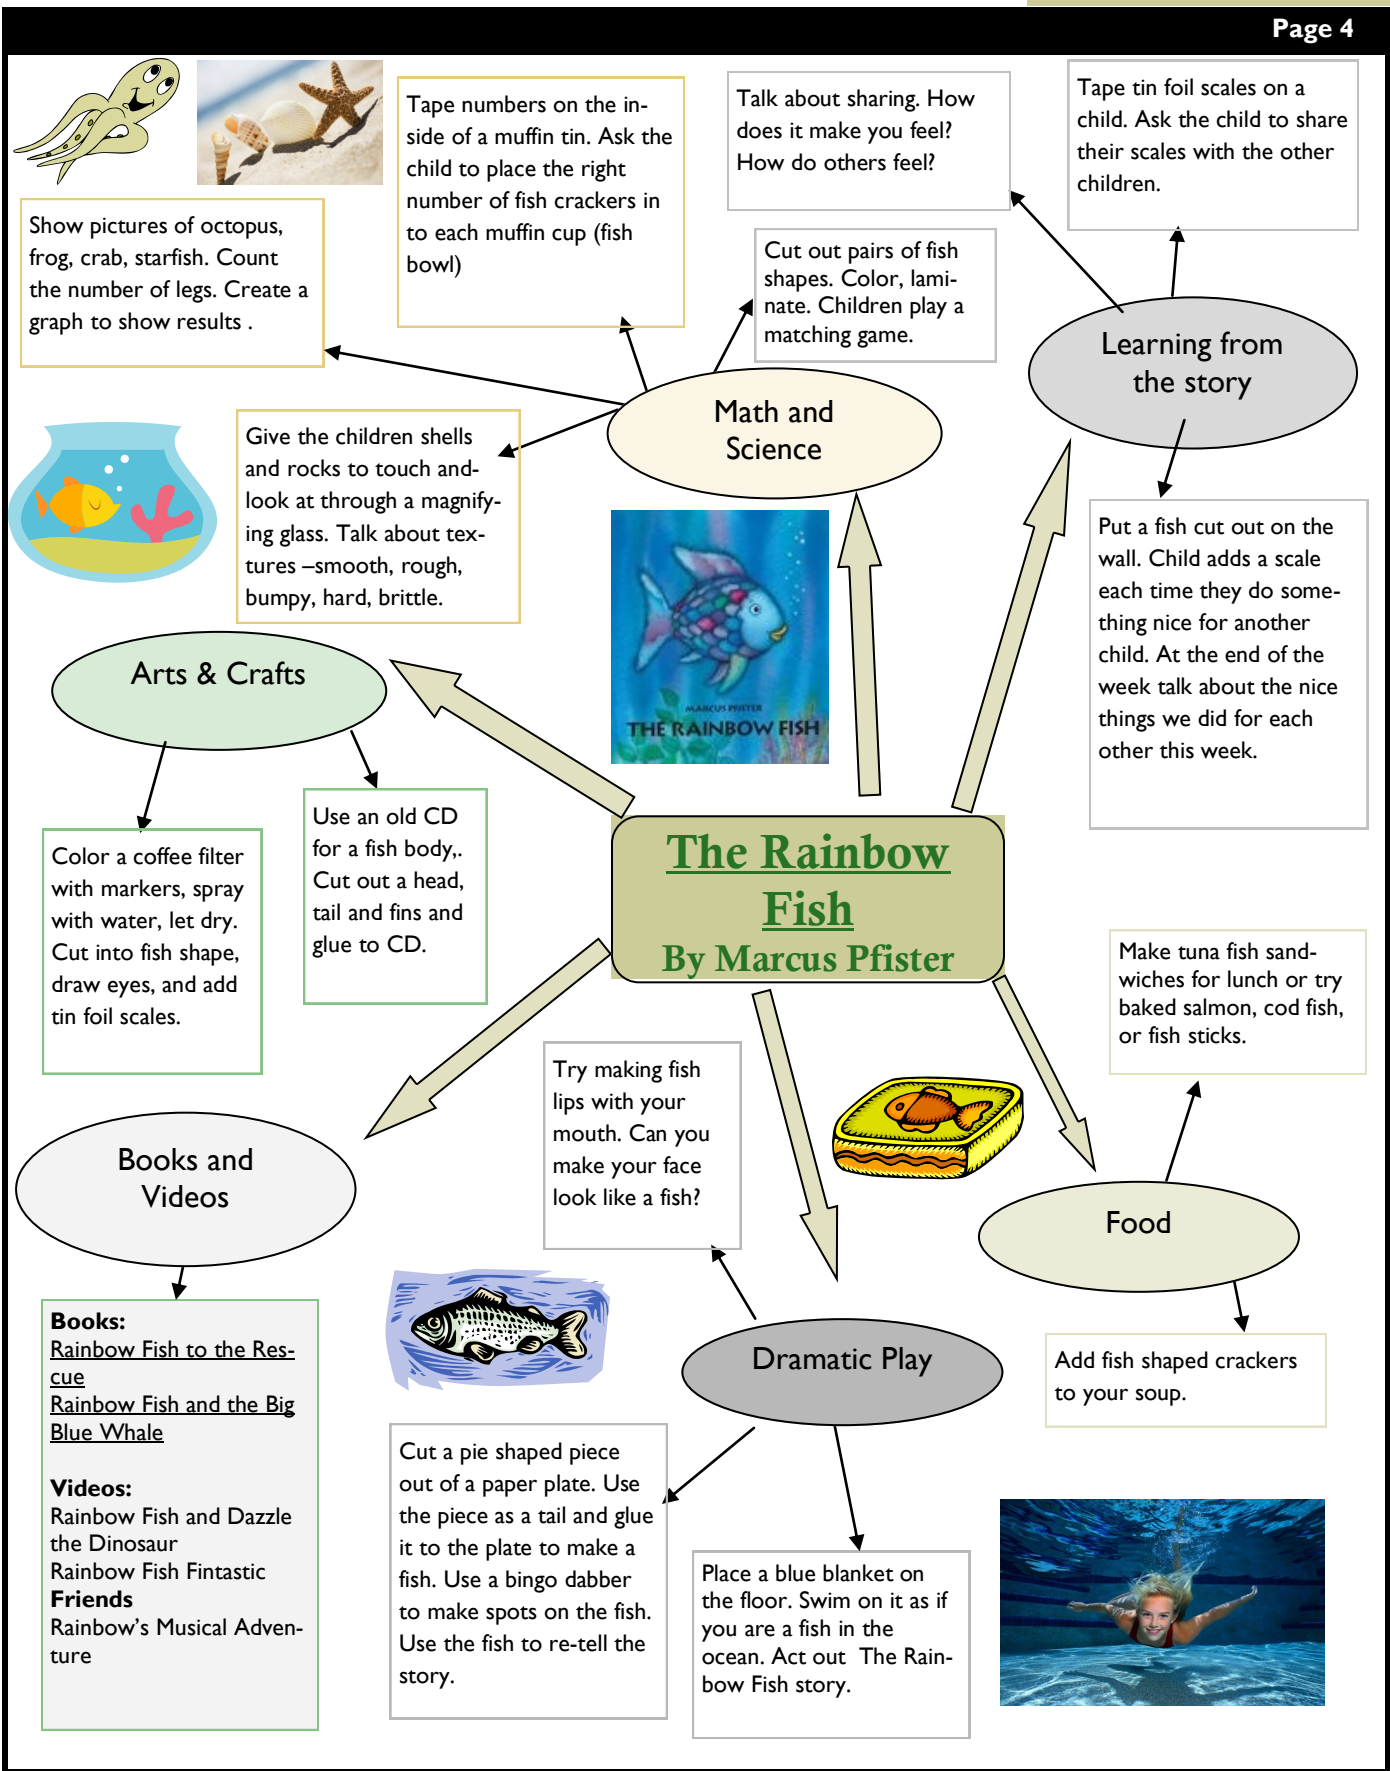 Page 4
Tape numbers on the in-
side of a muffin tin. Ask the
child to place the right
number of fish crackers in
to each muffin cup (fish
bowl)
Talk about sharing. How
does it make you feel?
How do others feel?
Tape tin foil scales on a
child. Ask the child to share
their scales with the other
children.
Show pictures of octopus,
frog, crab, starfish. Count
the number of legs. Create a
graph to show results .
Cut out pairs of fish
shapes. Color, lami-
nate. Children play a
matching game.
Learning from
the story
Math and
Science
Give the children shells
and rocks to touch and-
look at through a magnify-
ing glass. Talk about tex-
tures –smooth, rough,
bumpy, hard, brittle.
Put a fish cut out on the
wall. Child adds a scale
each time they do some-
thing nice for another
child. At the end of the
week talk about the nice
things we did for each
other this week.
MARCUS PFISTER
THE RAINBOW FISH
Arts & Crafts
Use an old CD
for a fish body,.
Cut out a head,
tail and fins and
glue to CD.
Color a coffee filter
with markers, spray
with water, let dry.
Cut into fish shape,
draw eyes, and add
tin foil scales.
The Rainbow
Fish
By Marcus Pfister
Make tuna fish sand-
wiches for lunch or try
baked salmon, cod fish,
or fish sticks.
Try making fish
lips with your
mouth. Can you
make your face
look like a fish?
Books and
Videos
Food
Books:
Rainbow Fish to the Res-
cue
Rainbow Fish and the Big
Blue Whale
Videos:
Rainbow Fish and Dazzle
the Dinosaur
Rainbow Fish Fintastic
Friends
Rainbow's Musical Adven-
ture
Dramatic Play
Add fish shaped crackers
to your soup.
Cut a pie shaped piece
out of a paper plate. Use
the piece as a tail and glue
it to the plate to make a
fish. Use a bingo dabber
to make spots on the fish.
Use the fish to re-tell the
story.
Place a blue blanket on
the floor. Swim on it as if
you are a fish in the
ocean. Act out  The Rain-
bow Fish story.